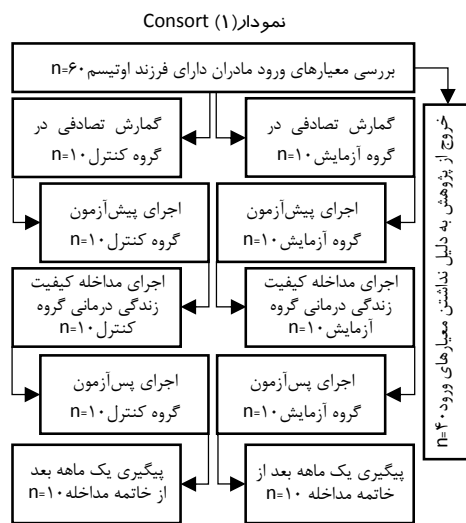 نمودار(۱) Consort
بررسی معیارهای ورود مادران دارای فرزند اوتیسم n=۶۰
گمارش تصادفی در
گروه آزمایش n=۱۰
گمارش تصادفی در
گروه کنترل n=۱۰
اجرای پیش‌آزمون
گروه آزمایش n=۱۰
اجرای پیش‌آزمون
گروه کنترل n=۱۰
اجرای مداخله کیفیت
زندگی درمانی گروه
آزمایش n=۱۰
اجرای مداخله کیفیت
زندگی درمانی گروه
کنترل n=۱۰
اجرای پس‌آزمون
گروه آزمایش n=۱۰
اجرای پس‌آزمون
گروه کنترل n=۱۰
پیگیری یک ماهه بعد از
خاتمه مداخله n=۱۰
پیگیری یک ماهه بعد
از خاتمه مداخله n=۱۰
خروج از پژوهش به دلیل نداشتن معیارهای ورود n=۴۰